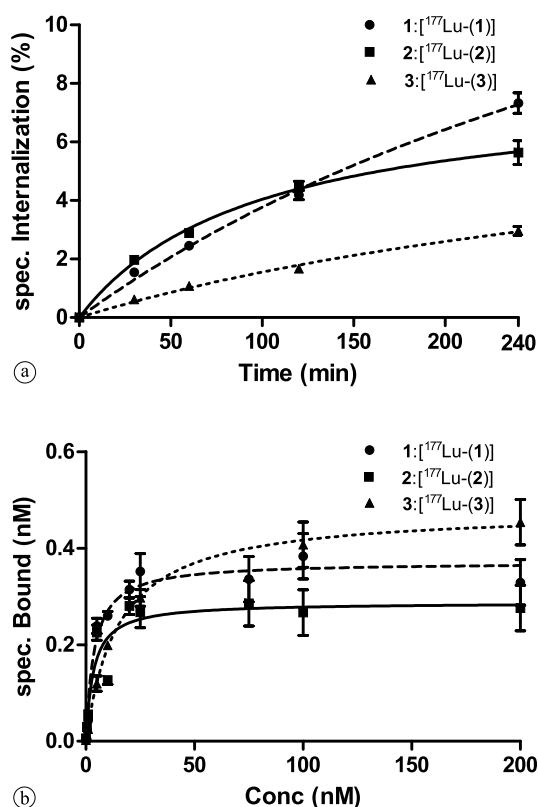 10
8
6
4
2
0
spec. Internalization (%)
1:[¹⁷⁷Lu-(1)]
2:[¹⁷⁷Lu-(2)]
3:[¹⁷⁷Lu-(3)]
0 50 100 150 200 240
Time (min)
a
0.6
0.4
0.2
0.0
spec. Bound (nM)
1:[¹⁷⁷Lu-(1)]
2:[¹⁷⁷Lu-(2)]
3:[¹⁷⁷Lu-(3)]
0 50 100 150 200
Conc (nM)
b